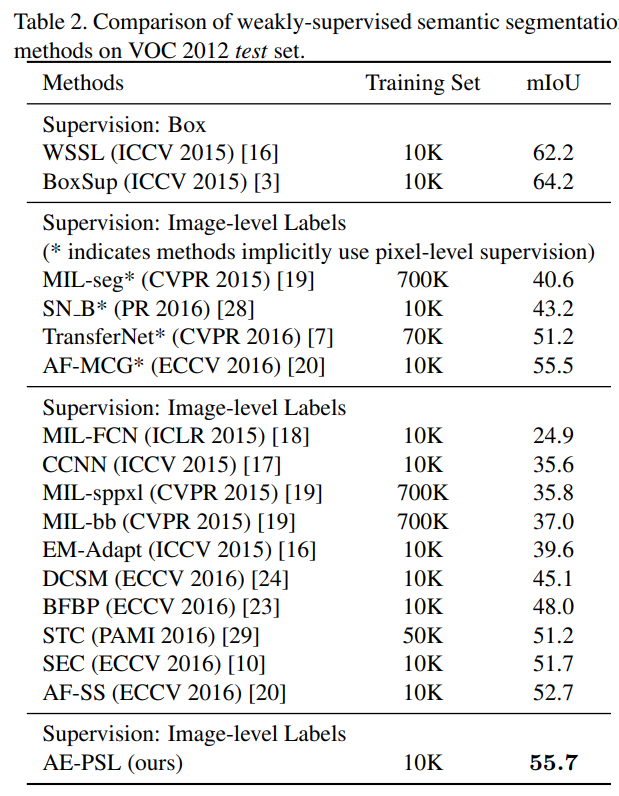 Table 2. Comparison of weakly-supervised semantic segmentatio
methods on VOC 2012 test set.
Methods Training Set mIoU
Supervision: Box
WSSL (ICCV 2015) [16] 10K 62.2
BoxSup (ICCV 2015) [3] 10K 64.2
Supervision: Image-level Labels
(* indicates methods implicitly use pixel-level supervision)
MIL-seg* (CVPR 2015) [19] 700K 40.6
SN_B* (PR 2016) [28] 10K 43.2
TransferNet* (CVPR 2016) [7] 70K 51.2
AF-MCG* (ECCV 2016) [20] 10K 55.5
Supervision: Image-level Labels
MIL-FCN (ICLR 2015) [18] 10K 24.9
CCNN (ICCV 2015) [17] 10K 35.6
MIL-sppxl (CVPR 2015) [19] 700K 35.8
MIL-bb (CVPR 2015) [19] 700K 37.0
EM-Adapt (ICCV 2015) [16] 10K 39.6
DCSM (ECCV 2016) [24] 10K 45.1
BFBP (ECCV 2016) [23] 10K 48.0
STC (PAMI 2016) [29] 50K 51.2
SEC (ECCV 2016) [10] 10K 51.7
AF-SS (ECCV 2016) [20] 10K 52.7
Supervision: Image-level Labels
AE-PSL (ours) 10K 55.7